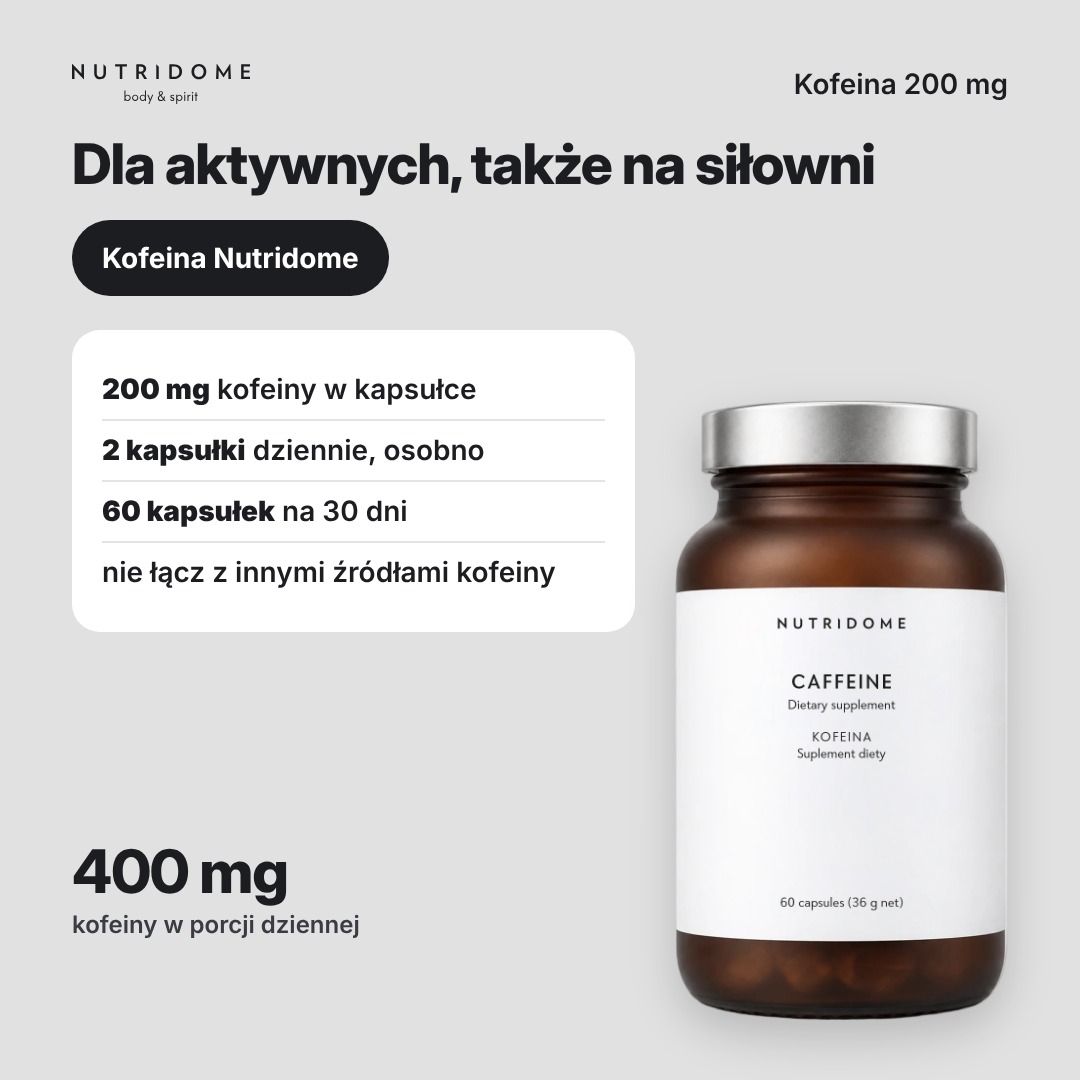 NUTRIDOME
body & spirit
Kofeina 200 mg
Dla aktywnych, także na siłowni
Kofeina Nutridome
200 mg kofeiny w kapsułce
2 kapsułki dziennie, osobno
60 kapsułek na 30 dni
nie łącz z innymi źródłami kofeiny
NUTRIDOME
CAFFEINE
Dietary supplement
KOFEINA
Suplement diety
60 capsules (36 g net)
400 mg
kofeiny w porcji dziennej